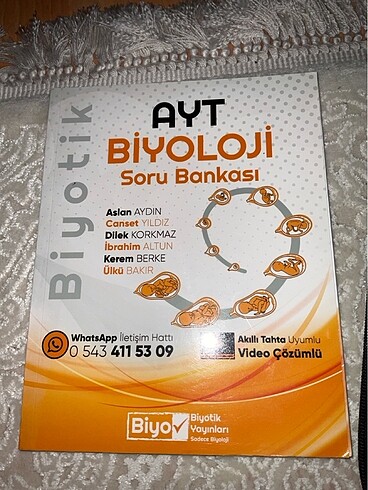 Biyotik
AYT
BİYOLOJİ
Soru Bankası
Aslan AYDIN
Canset YILDIZ
Dilek KORKMAZ
İbrahim ALTUN
Kerem BERKE
Ülkü BAKIR
WhatsApp İletişim Hattı
0 543 411 53 09
Akıllı Tahta Uyumlu
Video Çözümlü
Biyo
Biyotik
Yayınları
Sadece Biyoloji